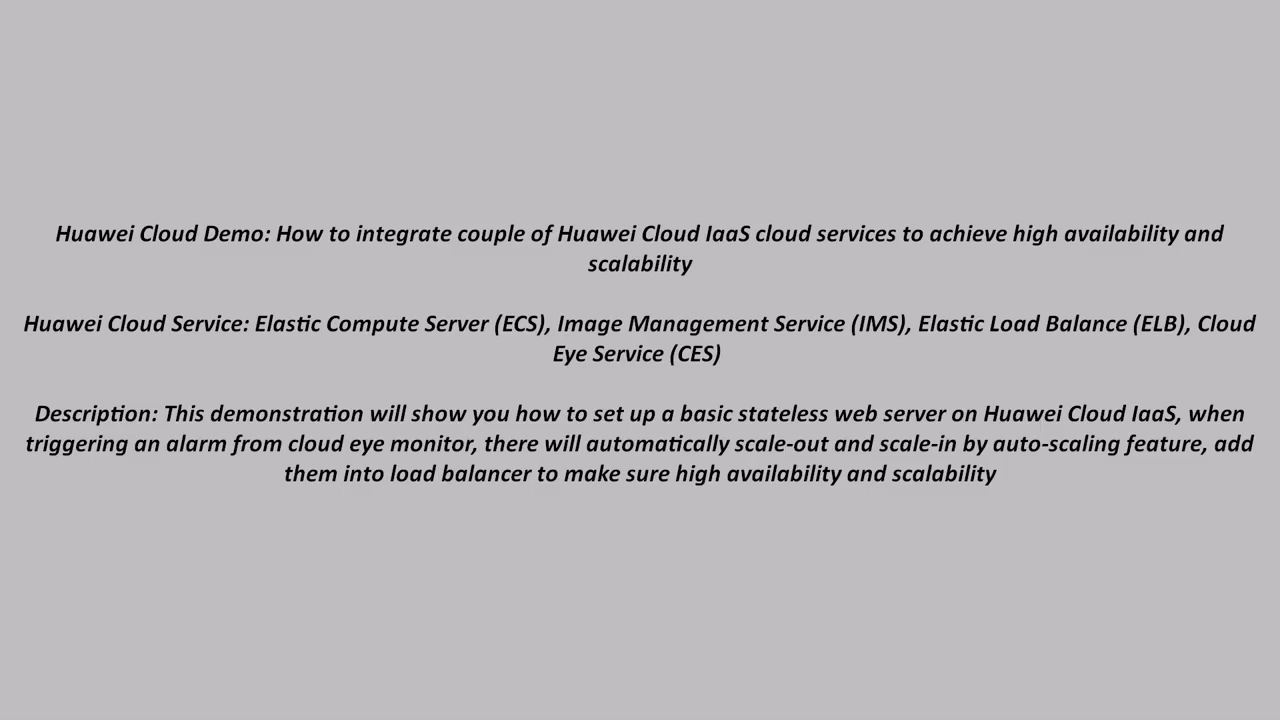 Huawei Cloud Demo: How to integrate couple of Huawei Cloud IaaS cloud services to achieve high availability and
scalability
Huawei Cloud Service: Elastic Compute Server (ECS), Image Management Service (IMS), Elastic Load Balance (ELB), Cloud
Eye Service (CES)
Description: This demonstration will show you how to set up a basic stateless web server on Huawei Cloud IaaS, when
triggering an alarm from cloud eye monitor, there will automatically scale-out and scale-in by auto-scaling feature, add
them into load balancer to make sure high availability and scalability